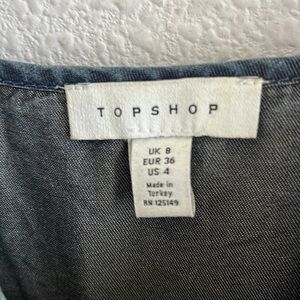 TOPSHOP
UK 8
EUR 36
US 4
Made in
Turkey
RN 125149